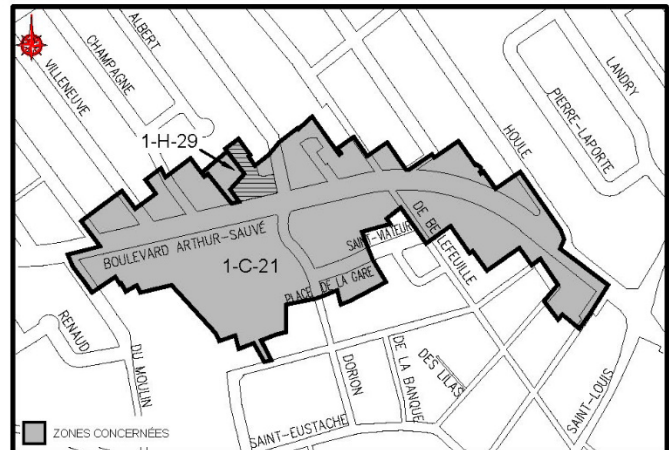 ALBERT
CHAMPAGNE
VILLENEUVE
1-H-29
LANDRY
PIERRE-LAPORTE
HOULE
BOULEVARD ARTHUR-SAUVÉ
1-C-21
SAINT-VIATEUR
DE BELLEFEUILLE
PLACE DE LA GARE
RENAUD
DU MOULIN
DORION
DE LA BANQUE
DES LILAS
SAINT-LOUIS
SAINT-EUSTACHE
ZONES CONCERNÉES